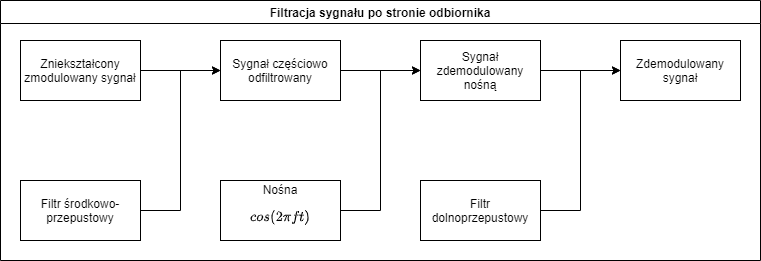 Filtracja sygnału po stronie odbiornika
Zniekształcony
zmodulowany sygnał
Sygnał częściowo
odfiltrowany
Sygnał
zdemodulowany
nośną
Zdemodulowany
sygnał
Filtr środkowo-
przepustowy
Nośna
cos(2πft)
Filtr
dolnoprzepustowy